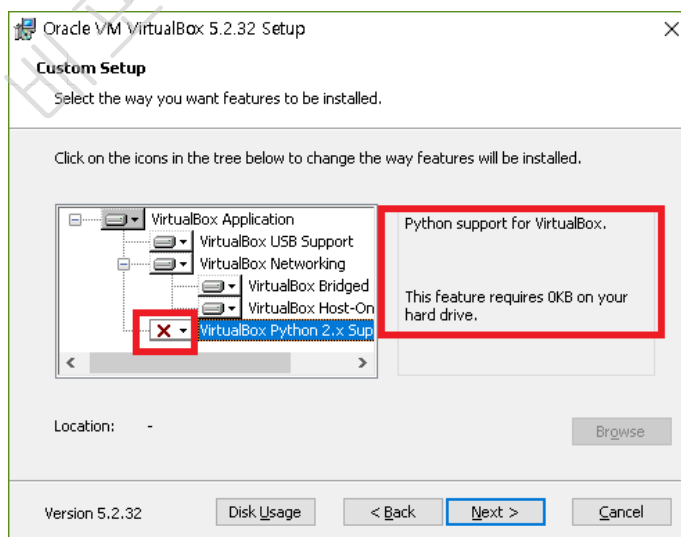 Oracle VM VirtualBox 5.2.32 Setup
Custom Setup
Select the way you want features to be installed.
Click on the icons in the tree below to change the way features will be installed.
VirtualBox Application
VirtualBox USB Support
VirtualBox Networking
VirtualBox Bridged
VirtualBox Host-On
VirtualBox Python 2.x Sup
Python support for VirtualBox.
This feature requires 0KB on your
hard drive.
Location: -
Browse
Version 5.2.32
Disk Usage
< Back
Next >
Cancel